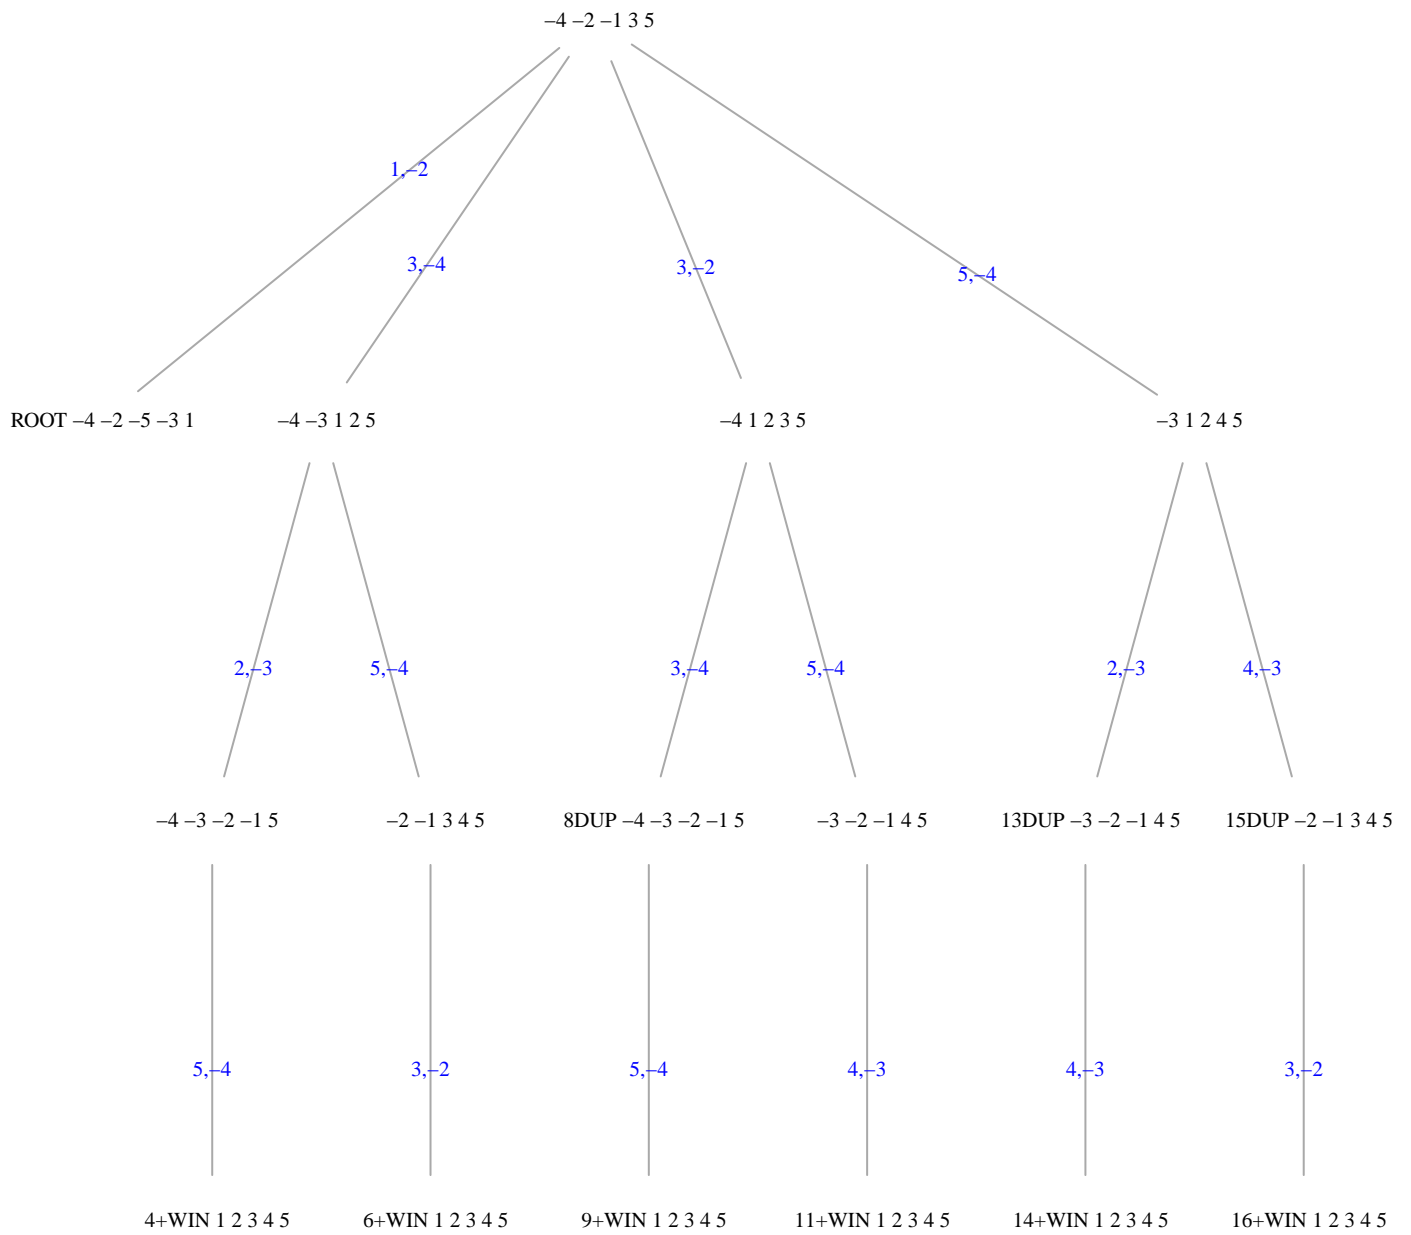 −4 −2 −1 3 5
1,−2
3,−4
3,−2
5,−4
ROOT −4 −2 −5 −3 1
−4 −3 1 2 5
−4 1 2 3 5
−3 1 2 4 5
2,−3
5,−4
3,−4
5,−4
2,−3
4,−3
−4 −3 −2 −1 5
−2 −1 3 4 5
8DUP −4 −3 −2 −1 5
−3 −2 −1 4 5
13DUP −3 −2 −1 4 5
15DUP −2 −1 3 4 5
5,−4
3,−2
5,−4
4,−3
4,−3
3,−2
4+WIN 1 2 3 4 5
6+WIN 1 2 3 4 5
9+WIN 1 2 3 4 5
11+WIN 1 2 3 4 5
14+WIN 1 2 3 4 5
16+WIN 1 2 3 4 5